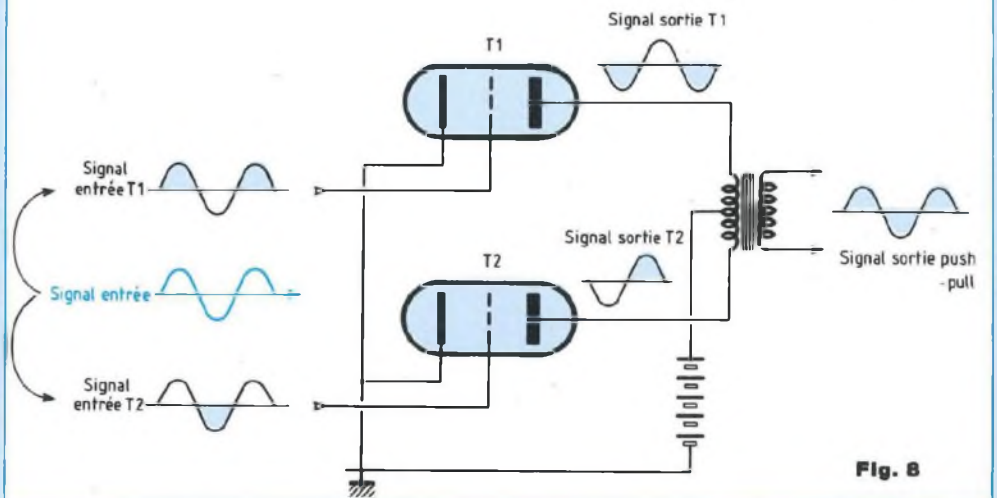 Signal sortie T1
T1
Signal
entrée T1
Signal sortie T2
T2
Signal entrée
Signal sortie push
-pull
Signal
entrée T2
Fig. 8